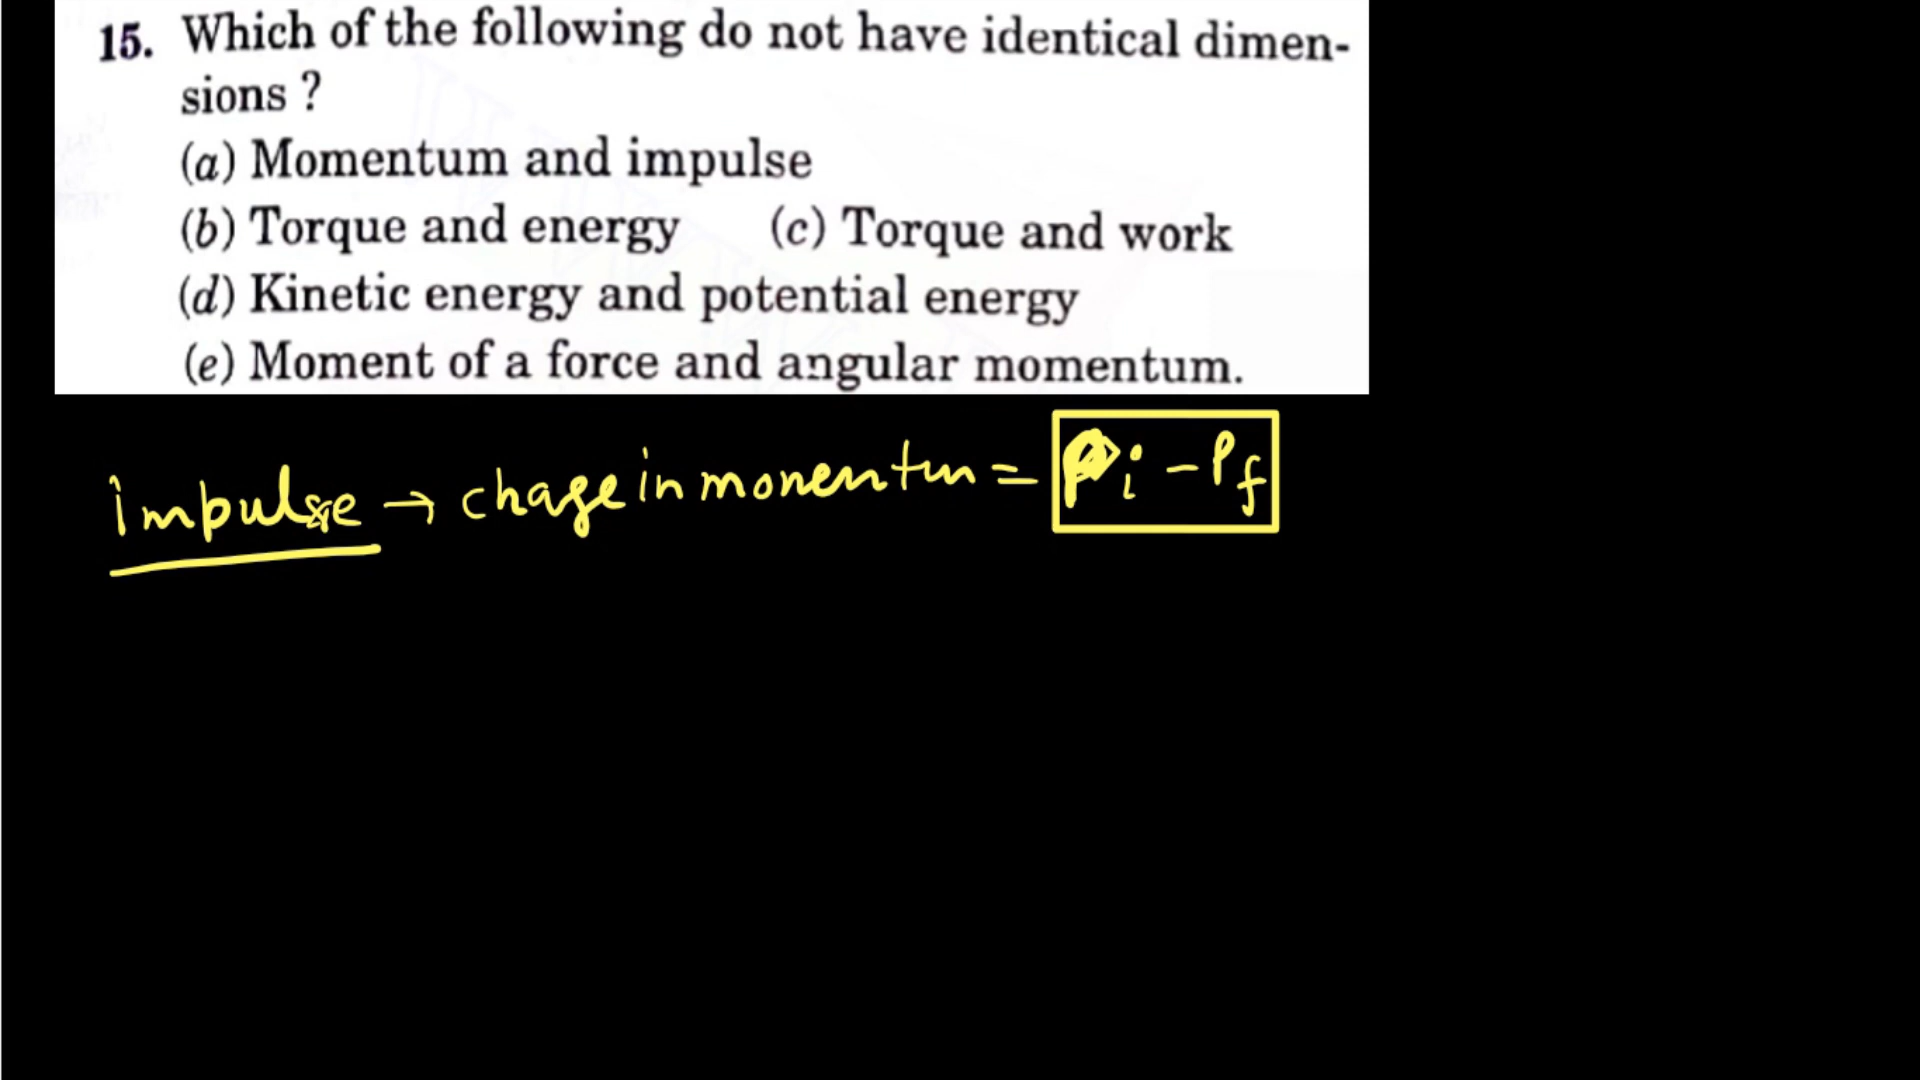 15. Which of the following do not have identical dimen-
sions ?
(a) Momentum and impulse
(b) Torque and energy (c) Torque and work
(d) Kinetic energy and potential energy
(e) Moment of a force and angular momentum.
impulse → chage in momentum = Pi - Pf